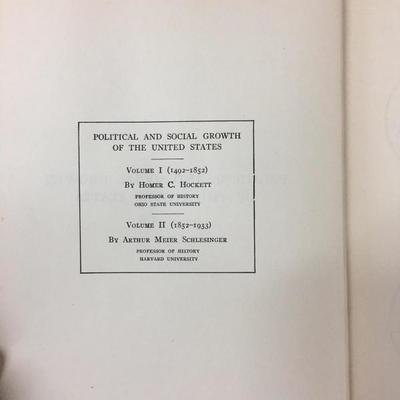 POLITICAL AND SOCIAL GROWTH
OF THE UNITED STATES
VOLUME I (1492–1852)
BY HOMER C. HOCKETT
PROFESSOR OF HISTORY
OHIO STATE UNIVERSITY
VOLUME II (1852–1933)
BY ARTHUR MEIER SCHLESINGER
PROFESSOR OF HISTORY
HARVARD UNIVERSITY